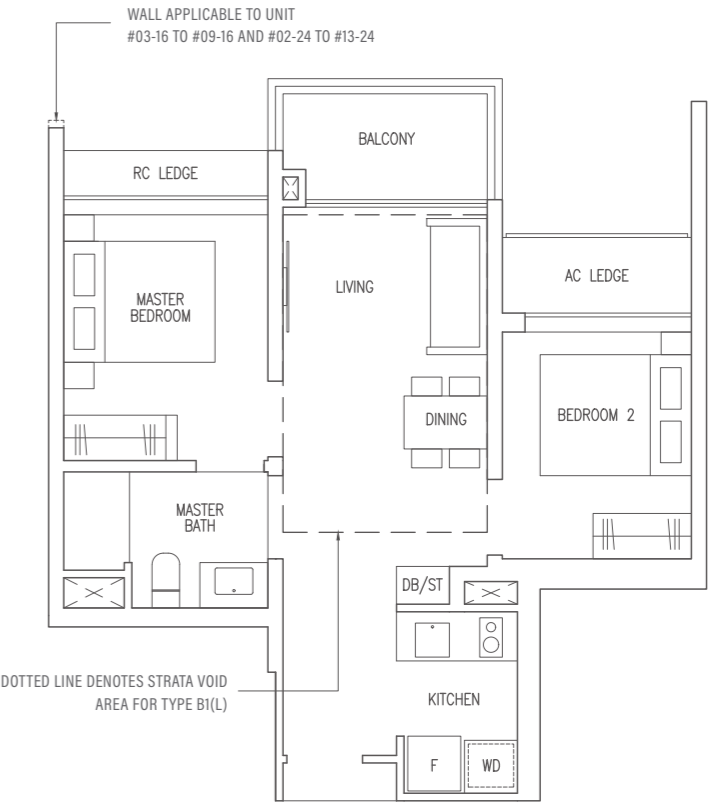 WALL APPLICABLE TO UNIT
#03-16 TO #09-16 AND #02-24 TO #13-24
BALCONY
RC LEDGE
AC LEDGE
LIVING
MASTER
BEDROOM
DINING
BEDROOM 2
MASTER
BATH
DB/ST
DOTTED LINE DENOTES STRATA VOID
AREA FOR TYPE B1(L)
KITCHEN
F
WD